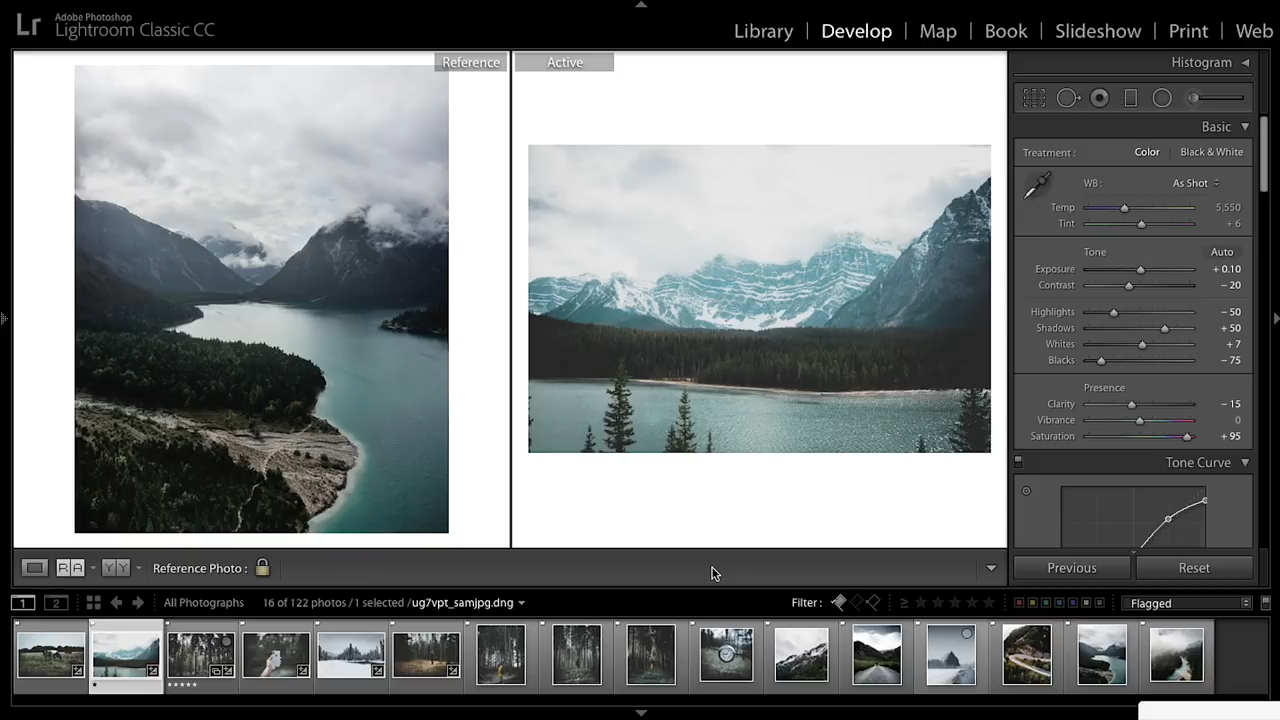 Lr
Adobe Photoshop
Lightroom Classic CC
Library | Develop | Map | Book | Slideshow | Print | Web
Reference
Active
Histogram
Basic
Treatment : Color Black & White
WB : As Shot
Temp 5,550
Tint + 6
Tone Auto
Exposure + 0.10
Contrast – 20
Highlights – 50
Shadows + 50
Whites + 7
Blacks – 75
Presence
Clarity – 15
Vibrance 0
Saturation + 95
Tone Curve
R A Y Y Reference Photo :
Previous Reset
1 2 All Photographs 16 of 122 photos / 1 selected / ug7vpt_samjpg.dng Filter : ≥ Flagged